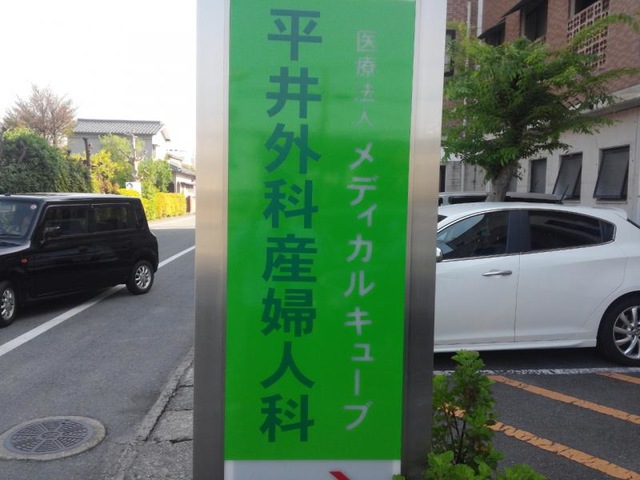 医療法人 メディカルキューブ
平井外科産婦人科